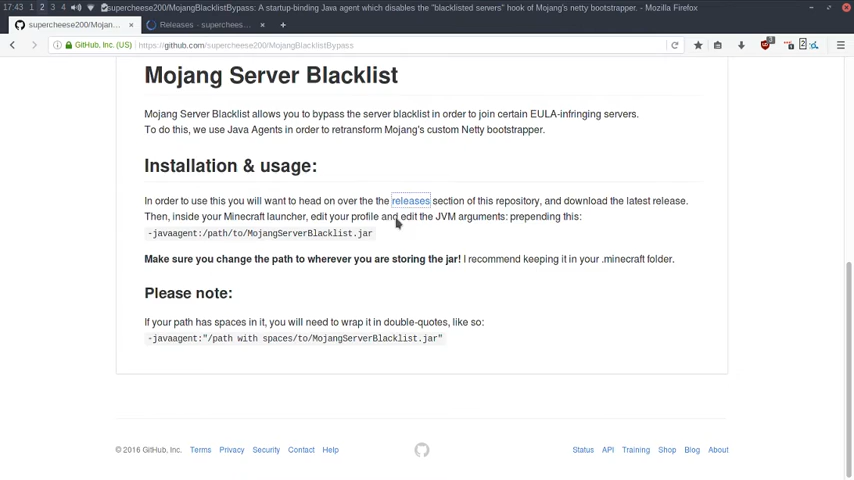 17:43 1 2 3 4 supercheese200/MojangBlacklistBypass: A startup-binding Java agent which disables the "blacklisted servers" hook of Mojang's netty bootstrapper. - Mozilla Firefox
supercheese200/Mojan... × Releases · superchees... × +
GitHub, Inc. (US) https://github.com/supercheese200/MojangBlacklistBypass 3 2
Mojang Server Blacklist
Mojang Server Blacklist allows you to bypass the server blacklist in order to join certain EULA-infringing servers.
To do this, we use Java Agents in order to retransform Mojang's custom Netty bootstrapper.
Installation & usage:
In order to use this you will want to head on over the the releases section of this repository, and download the latest release.
Then, inside your Minecraft launcher, edit your profile and edit the JVM arguments: prepending this:
-javaagent:/path/to/MojangServerBlacklist.jar
Make sure you change the path to wherever you are storing the jar! I recommend keeping it in your .minecraft folder.
Please note:
If your path has spaces in it, you will need to wrap it in double-quotes, like so:
-javaagent:"/path with spaces/to/MojangServerBlacklist.jar"
© 2016 GitHub, Inc. Terms Privacy Security Contact Help Status API Training Shop Blog About